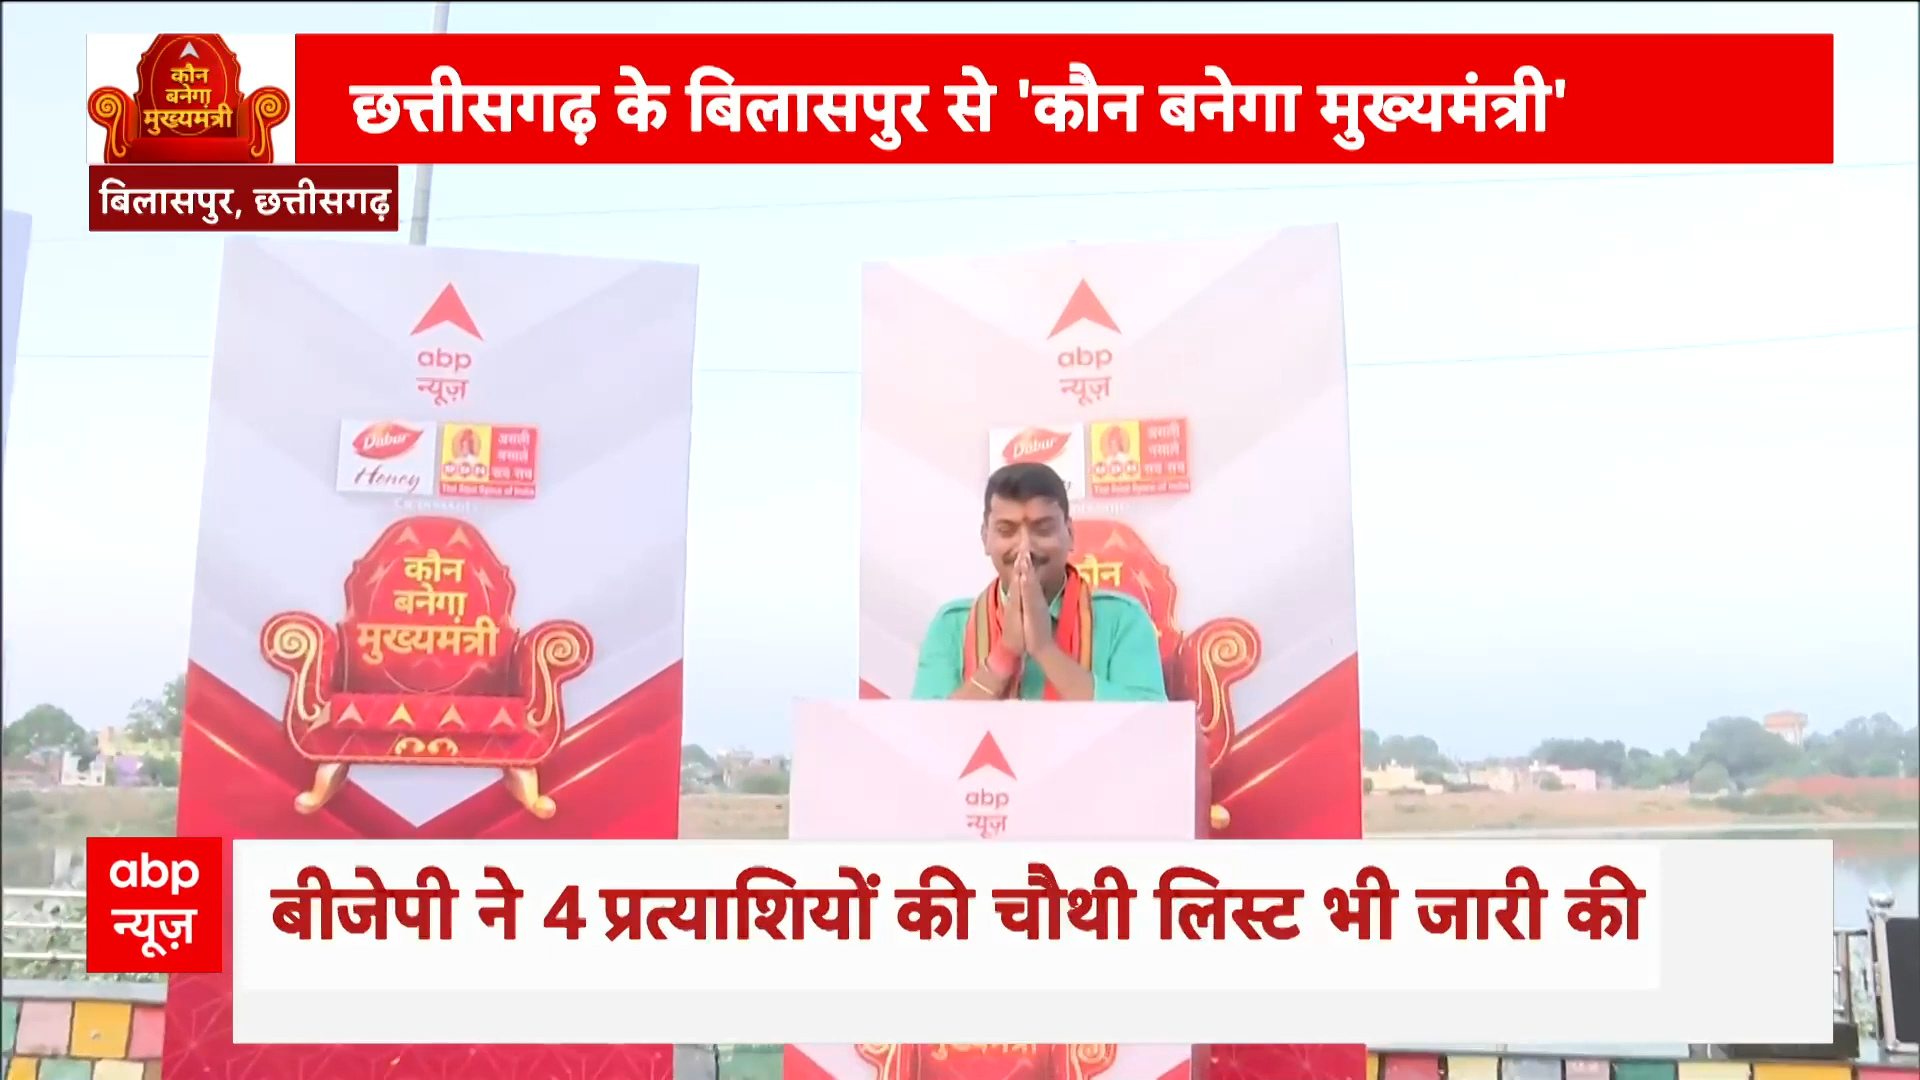 कौन
बनेगा
मुख्यमंत्री
छत्तीसगढ़ के बिलासपुर से 'कौन बनेगा मुख्यमंत्री'
बिलासपुर, छत्तीसगढ़
abp
न्यूज़
Dabur
Honey
असली
मसाले
सच सच
कौन
बनेगा
मुख्यमंत्री
abp
न्यूज़
Dabur
असली
मसाले
सच सच
कौन
abp
न्यूज़
abp
न्यूज़
बीजेपी ने 4 प्रत्याशियों की चौथी लिस्ट भी जारी की